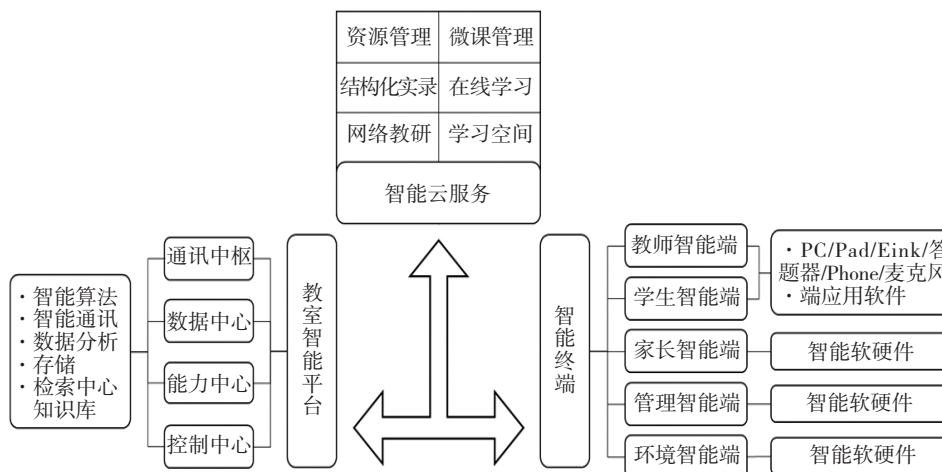 资源管理 微课管理
结构化实录 在线学习
网络教研 学习空间
智能云服务
通讯中枢
数据中心
能力中心
控制中心
·智能算法
·智能通讯
·数据分析
·存储
·检索中心
知识库
教室智能平台
智能终端
教师智能端
学生智能端
家长智能端
管理智能端
环境智能端
·PC/Pad/Eink/答
题器/Phone/麦克风
·端应用软件
智能软硬件
智能软硬件
智能软硬件